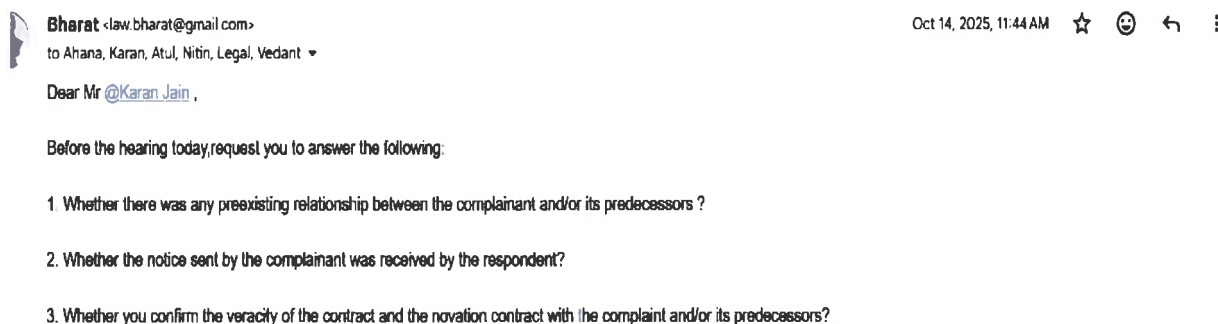 Bharat <law.bharat@gmail.com>
Oct 14, 2025, 11:44 AM
to Ahana, Karan, Atul, Nitin, Legal, Vedant
Dear Mr @Karan Jain ,
Before the hearing today,request you to answer the following:
1. Whether there was any preexisting relationship between the complainant and/or its predecessors ?
2. Whether the notice sent by the complainant was received by the respondent?
3. Whether you confirm the veracity of the contract and the novation contract with the complaint and/or its predecessors?